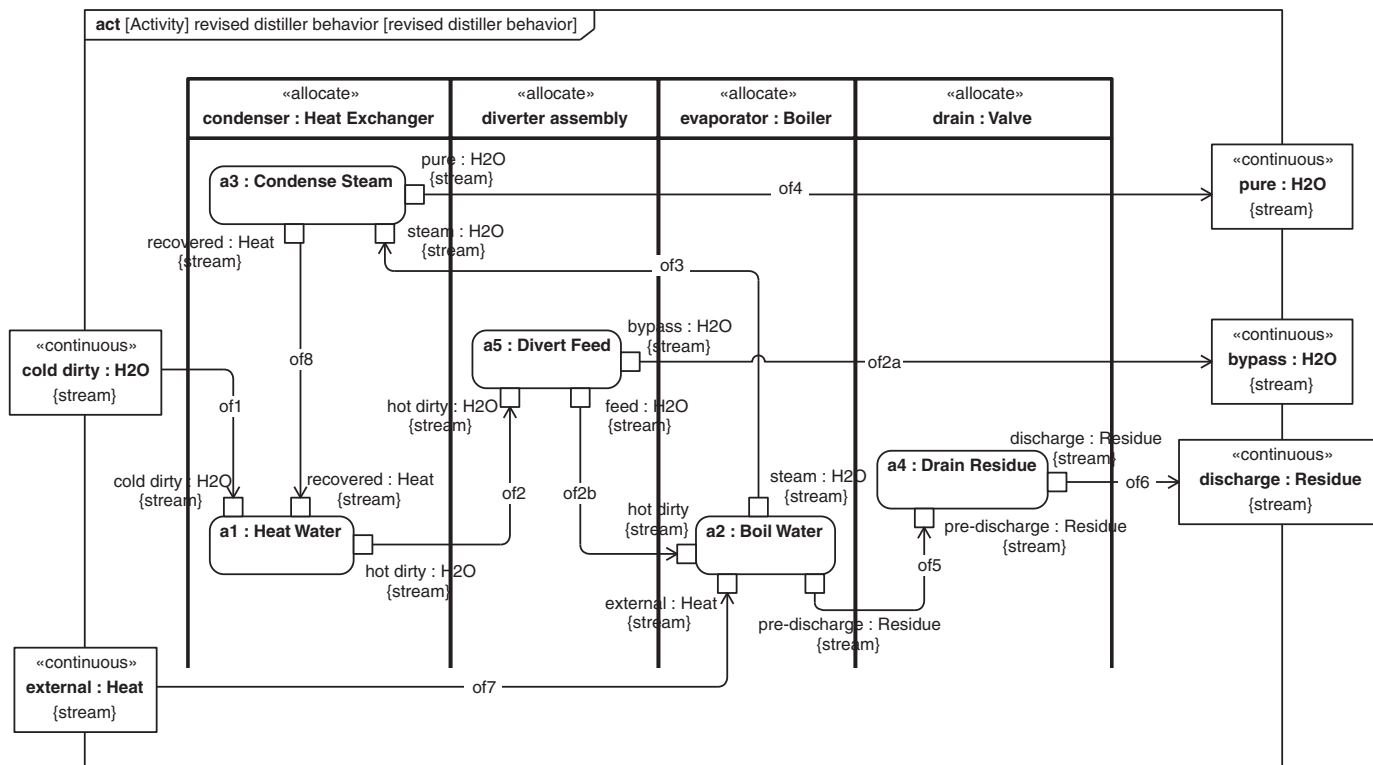 act [Activity] revised distiller behavior [revised distiller behavior]
«allocate»
condenser : Heat Exchanger
«allocate»
diverter assembly
«allocate»
evaporator : Boiler
«allocate»
drain : Valve
a3 : Condense Steam
pure : H2O
{stream}
of4
«continuous»
pure : H2O
{stream}
recovered : Heat
{stream}
steam : H2O
{stream}
of3
«continuous»
cold dirty : H2O
{stream}
of1
of8
a5 : Divert Feed
bypass : H2O
{stream}
of2a
«continuous»
bypass : H2O
{stream}
hot dirty : H2O
{stream}
feed : H2O
{stream}
cold dirty : H2O
{stream}
recovered : Heat
{stream}
of2
of2b
a1 : Heat Water
hot dirty : H2O
{stream}
steam : H2O
{stream}
hot dirty
{stream}
a2 : Boil Water
external : Heat
{stream}
pre-discharge : Residue
{stream}
a4 : Drain Residue
discharge : Residue
{stream}
of6
«continuous»
discharge : Residue
{stream}
pre-discharge : Residue
{stream}
of5
«continuous»
external : Heat
{stream}
of7